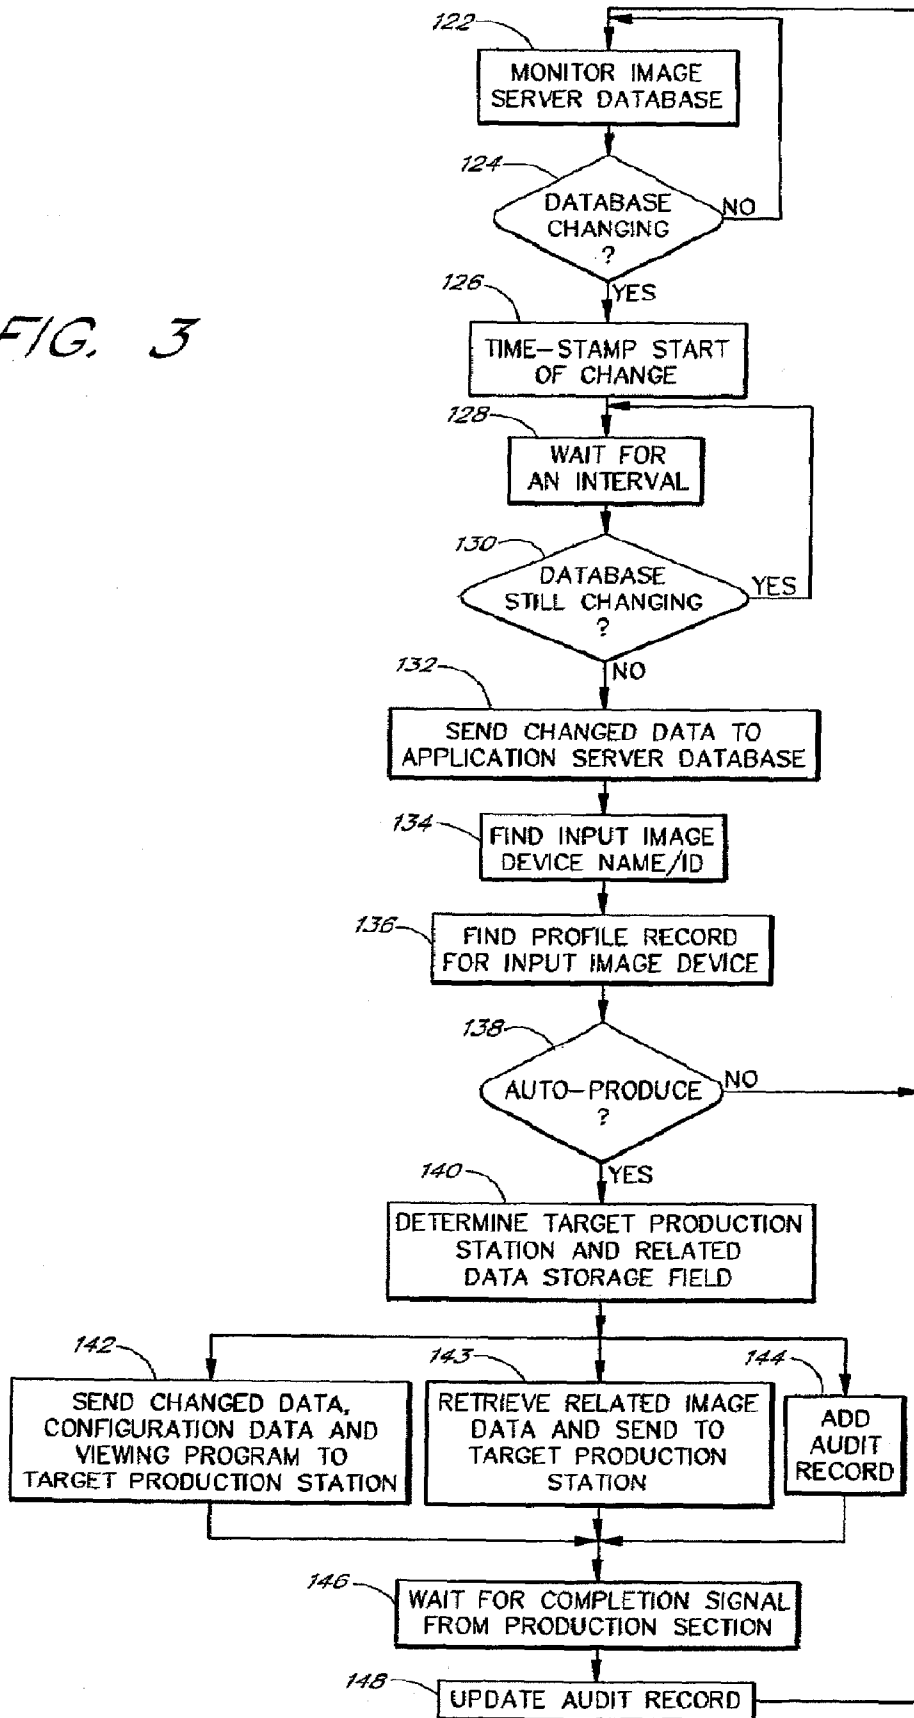 122
MONITOR IMAGE
SERVER DATABASE
124
DATABASE
CHANGING
?
NO
YES
126
FIG. 3
TIME-STAMP START
OF CHANGE
128
WAIT FOR
AN INTERVAL
130
DATABASE
STILL CHANGING
?
YES
NO
132
SEND CHANGED DATA TO
APPLICATION SERVER DATABASE
134
FIND INPUT IMAGE
DEVICE NAME/ID
136
FIND PROFILE RECORD
FOR INPUT IMAGE DEVICE
138
AUTO-PRODUCE
?
NO
YES
140
DETERMINE TARGET PRODUCTION
STATION AND RELATED
DATA STORAGE FIELD
142
SEND CHANGED DATA,
CONFIGURATION DATA AND
VIEWING PROGRAM TO
TARGET PRODUCTION STATION
143
RETRIEVE RELATED IMAGE
DATA AND SEND TO
TARGET PRODUCTION
STATION
144
ADD
AUDIT
RECORD
146
WAIT FOR COMPLETION SIGNAL
FROM PRODUCTION SECTION
148
UPDATE AUDIT RECORD